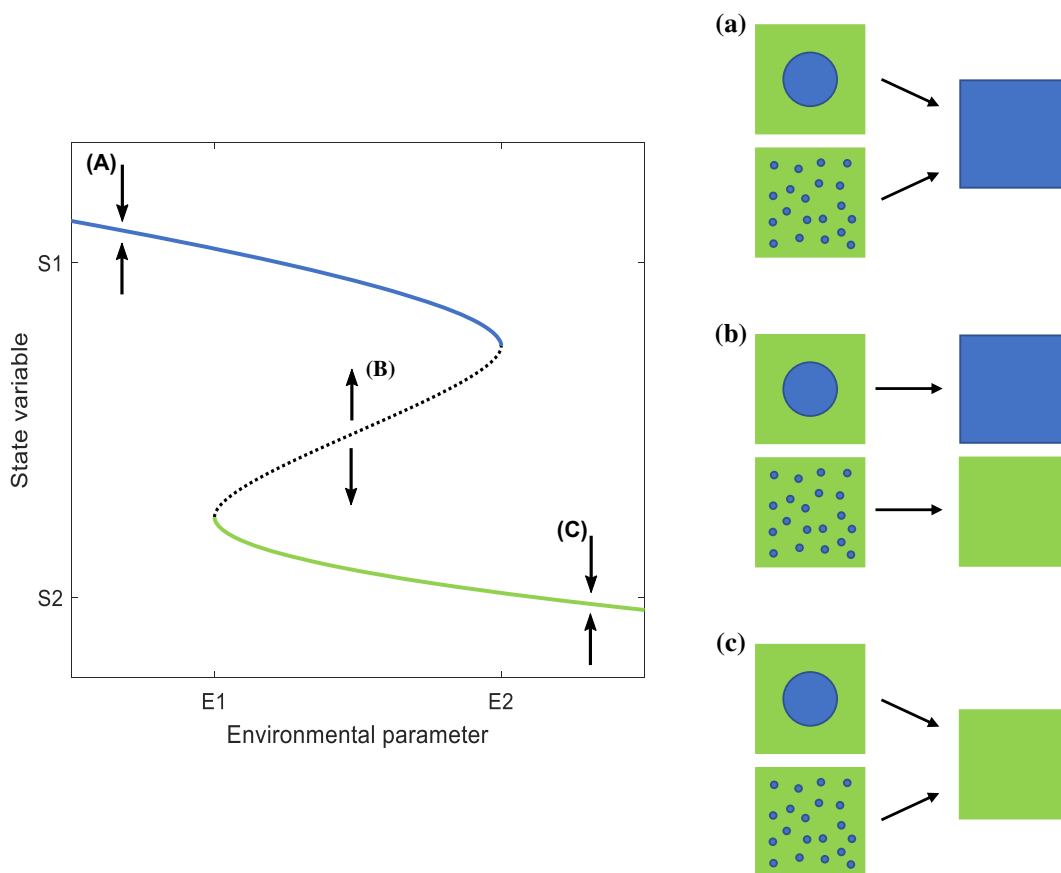 (A)
S1
(B)
State variable
(C)
S2
E1 E2
Environmental parameter
(a)
(b)
(c)